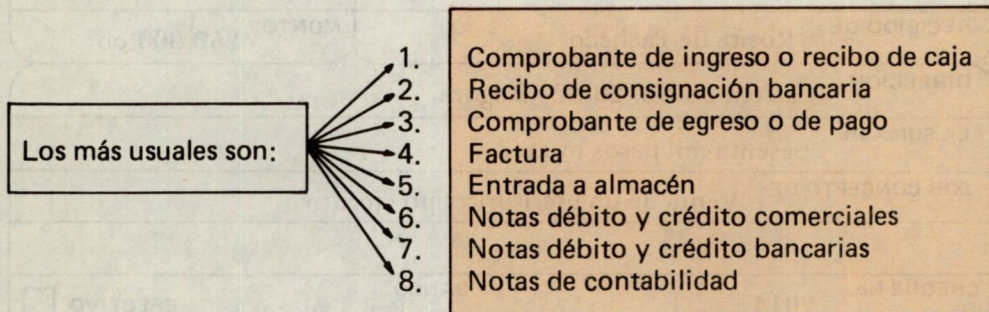 Los más usuales son:
1. Comprobante de ingreso o recibo de caja
2. Recibo de consignación bancaria
3. Comprobante de egreso o de pago
4. Factura
5. Entrada a almacén
6. Notas débito y crédito comerciales
7. Notas débito y crédito bancarias
8. Notas de contabilidad